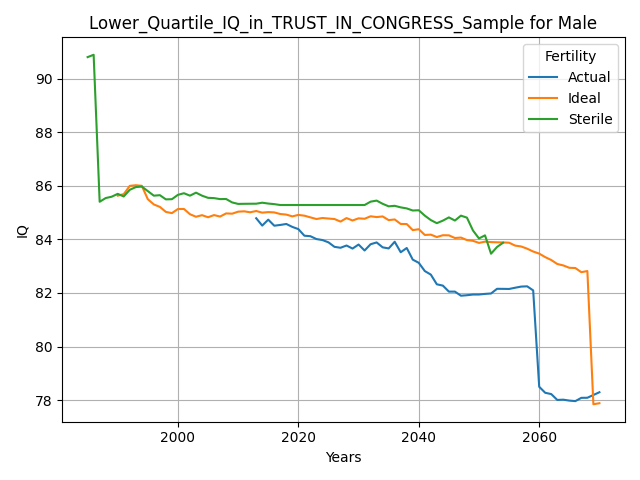 Lower_Quartile_IQ_in_TRUST_IN_CONGRESS_Sample for Male
Fertility
Actual
Ideal
Sterile
90
88
86
84
82
80
78
IQ
2000
2020
2040
2060
Years